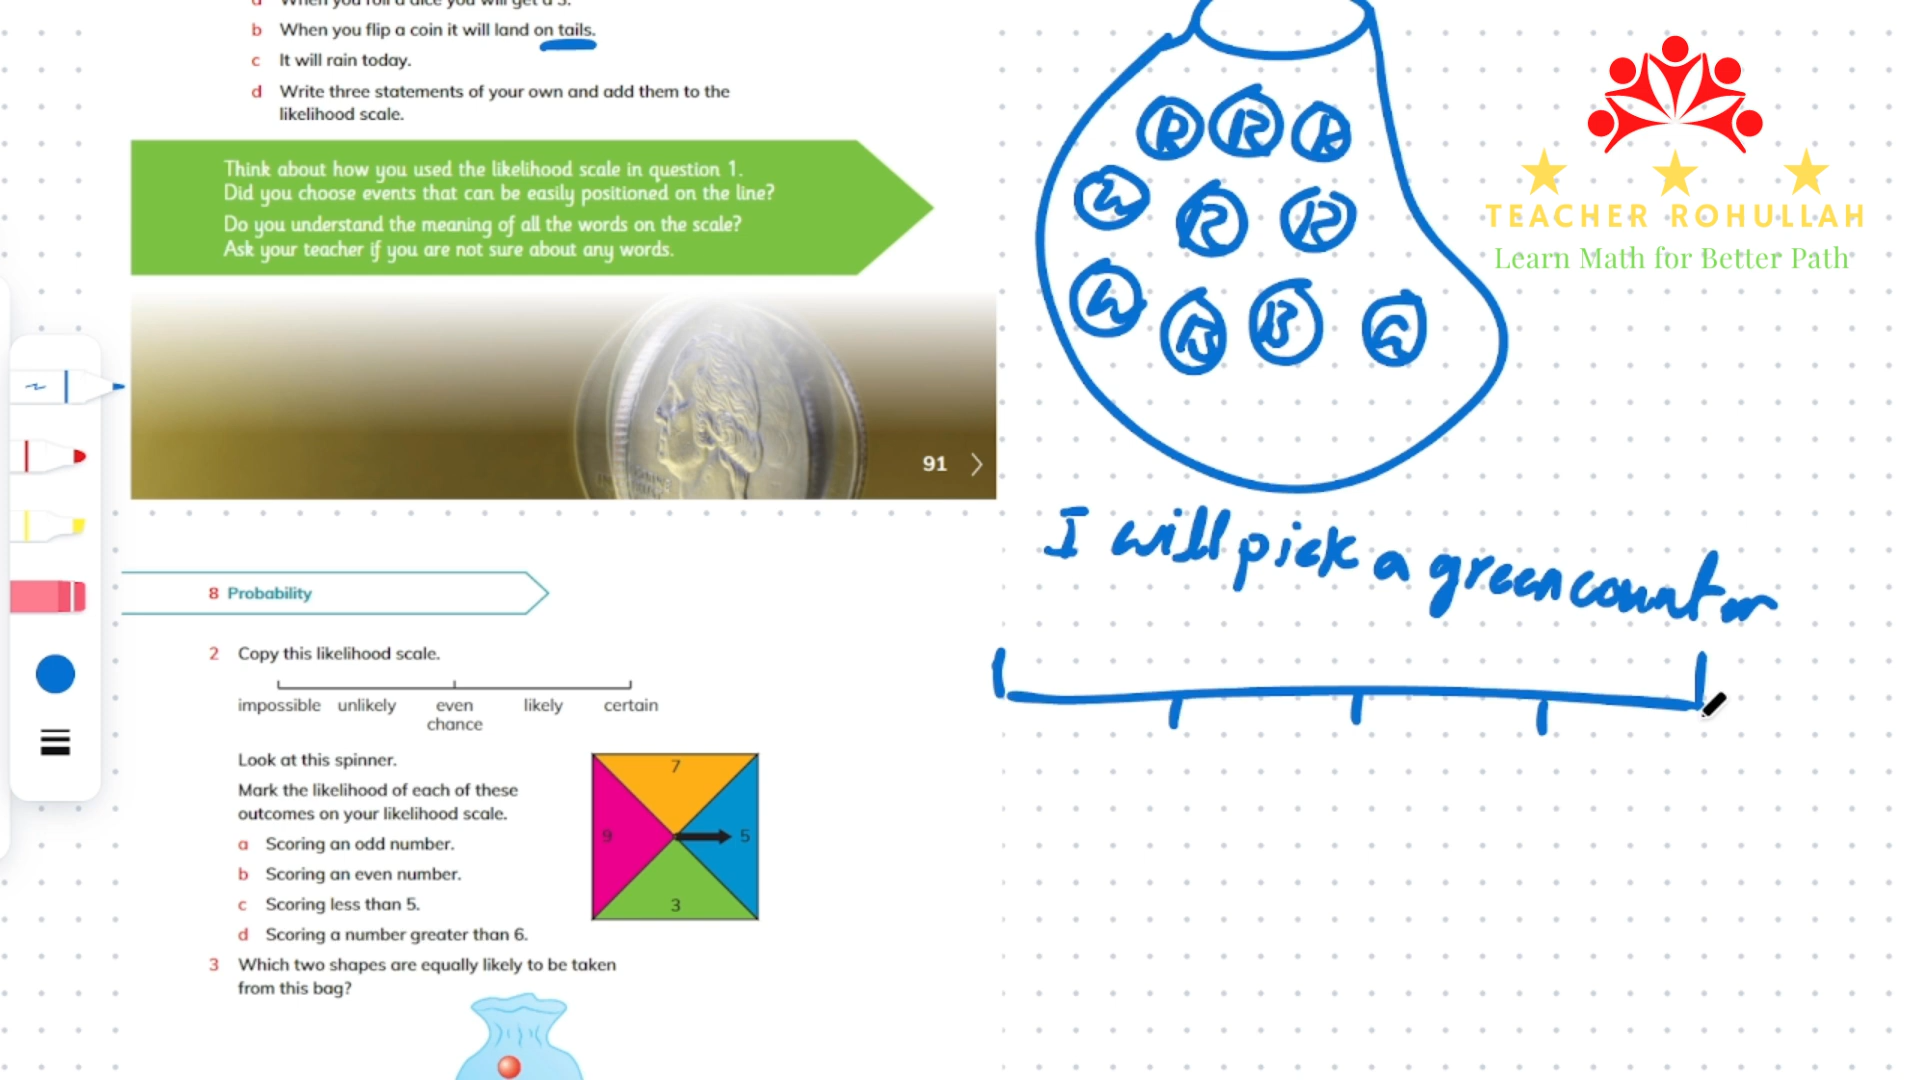 b When you flip a coin it will land on tails.
c It will rain today.
d Write three statements of your own and add them to the
likelihood scale.
Think about how you used the likelihood scale in question 1.
Did you choose events that can be easily positioned on the line?
Do you understand the meaning of all the words on the scale?
Ask your teacher if you are not sure about any words.
91
8 Probability
2 Copy this likelihood scale.
impossible unlikely even chance likely certain
Look at this spinner.
Mark the likelihood of each of these
outcomes on your likelihood scale.
a Scoring an odd number.
b Scoring an even number.
c Scoring less than 5.
d Scoring a number greater than 6.
7
9
5
3
3 Which two shapes are equally likely to be taken
from this bag?
R R R
W R R
W B B G
I will pick a green counter
TEACHER ROHULLAH
Learn Math for Better Path